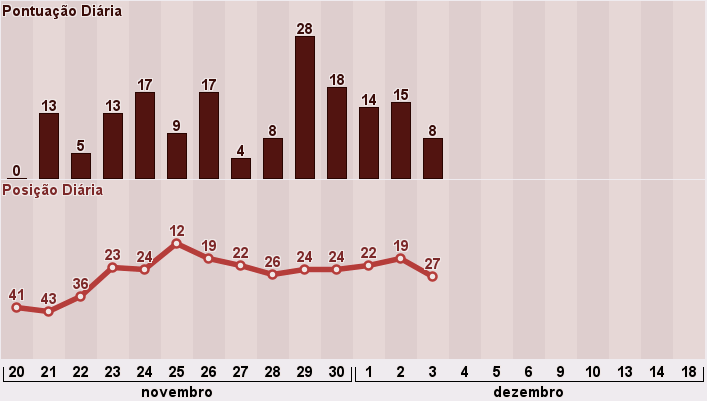 Pontuação Diária
0 13 5 13 17 9 17 4 8 28 18 14 15 8
Posição Diária
41 43 36 23 24 12 19 22 26 24 24 22 19 27
20 21 22 23 24 25 26 27 28 29 30 1 2 3 4 5 6 9 10 13 14 18
novembro dezembro